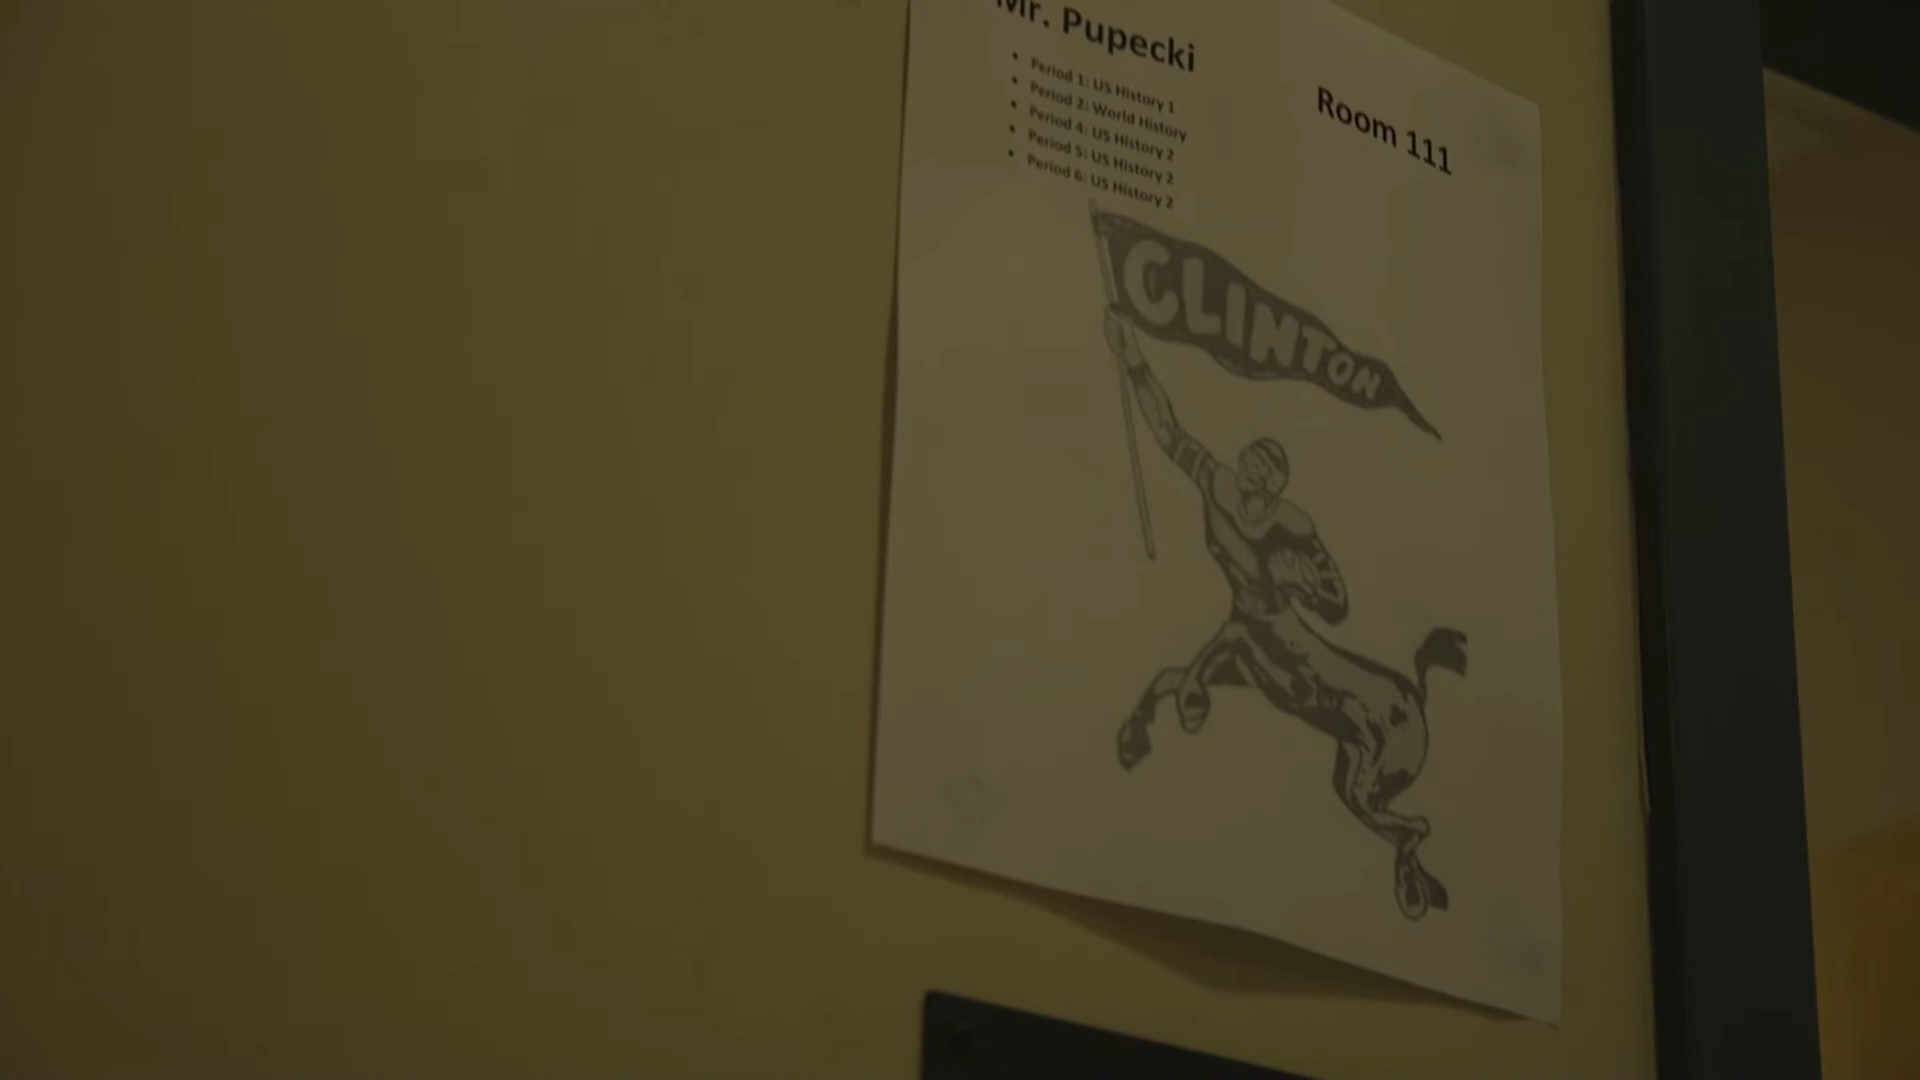 Mr. Pupecki
Room 111
• Period 1: US History 1
• Period 2: World History
• Period 4: US History 2
• Period 5: US History 2
• Period 6: US History 2
CLINTON